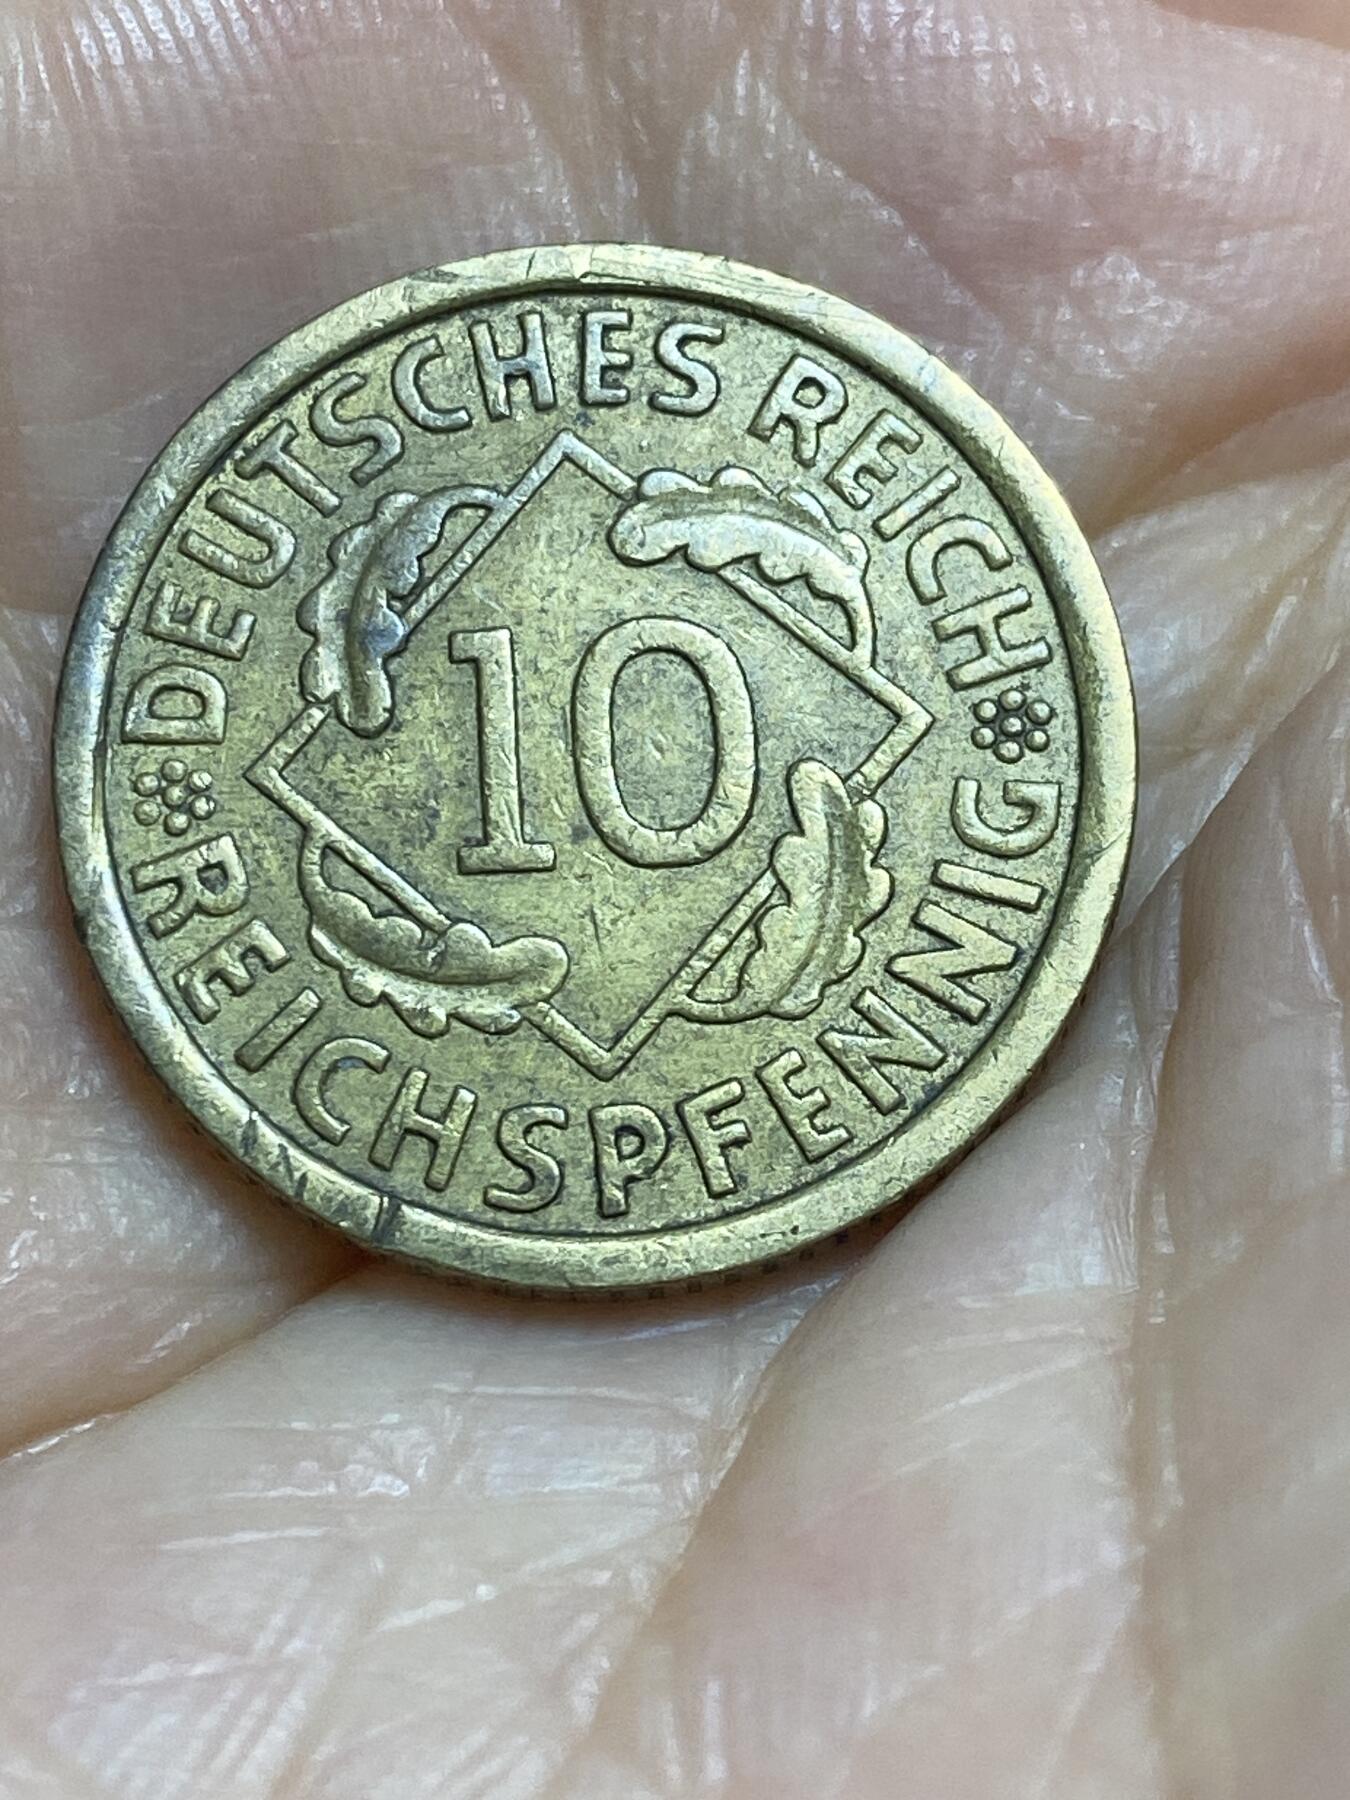 DEUTSCHES REICH
10
REICHSPFENNIG